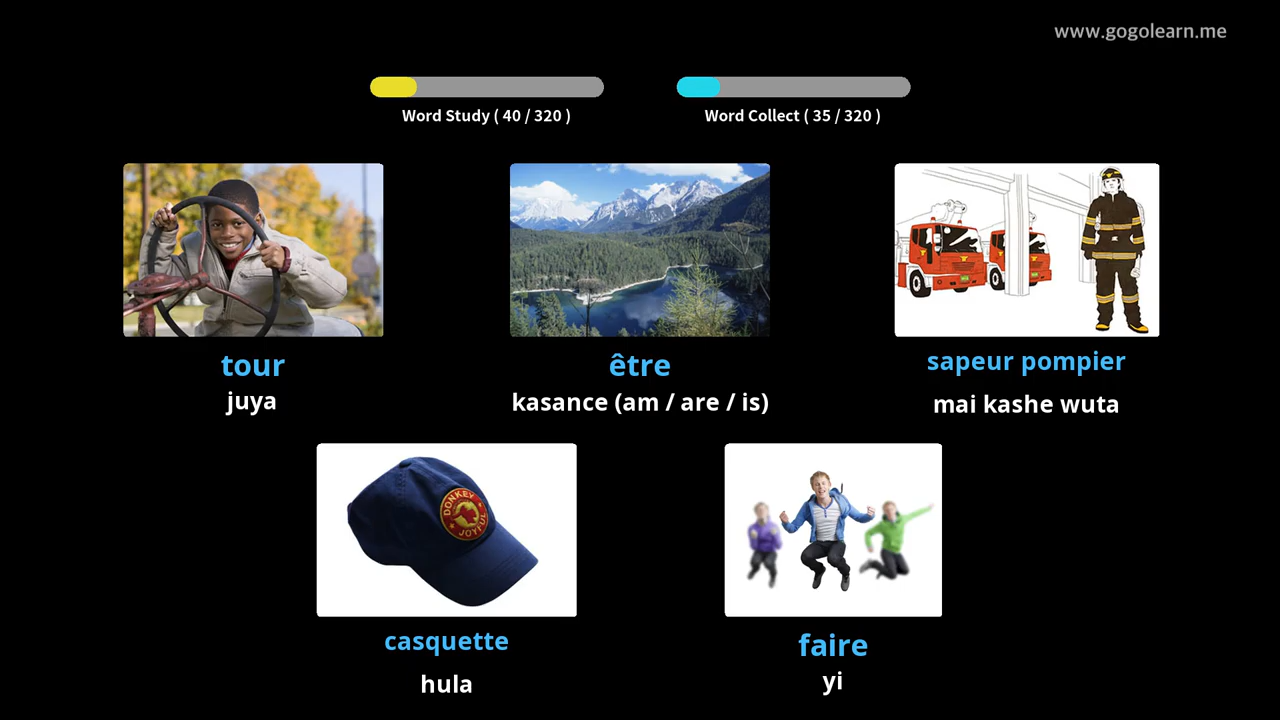 www.gogolearn.me
Word Study ( 40 / 320 )
Word Collect ( 35 / 320 )
tour
juya
être
kasance (am / are / is)
sapeur pompier
mai kashe wuta
DONKEY
JOYFUL
casquette
hula
faire
yi